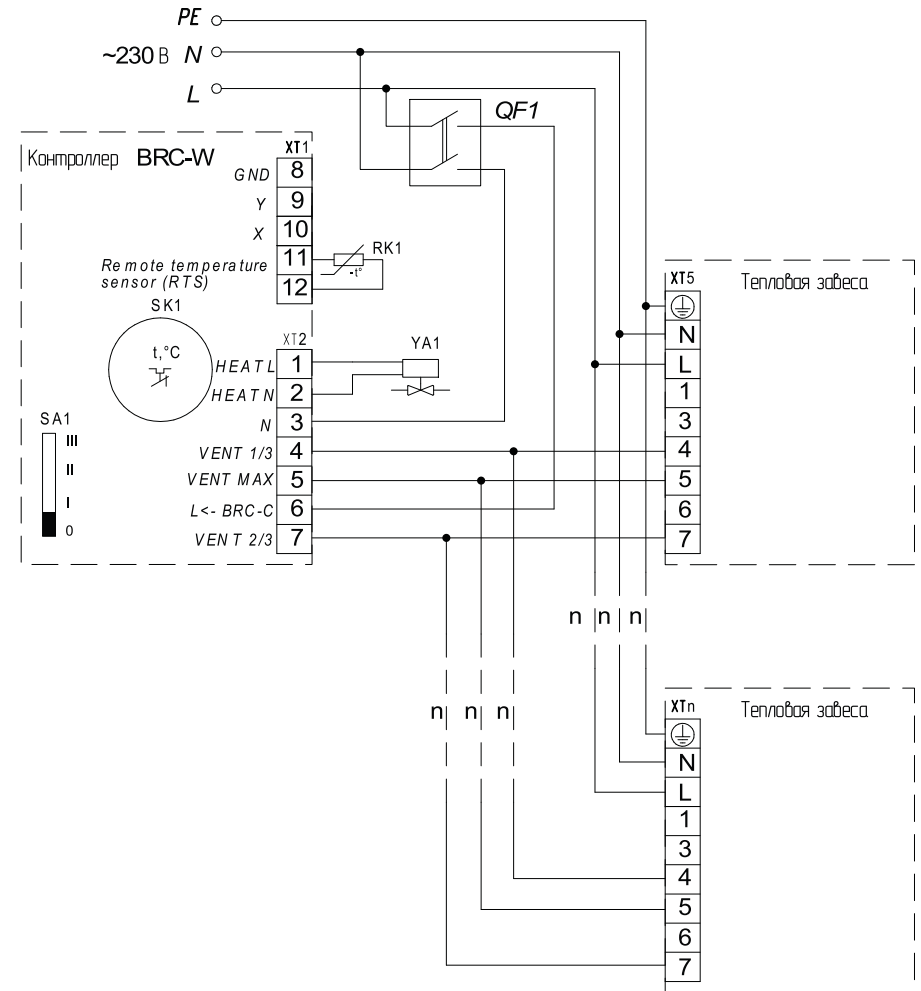 PE
~230 В N
L
QF1
Контроллер BRC-W
XT1
GND 8
Y 9
X 10
11
RK1
-t°
Remote temperature
sensor (RTS)
12
SK1
t,°C
XT2
YA1
HEAT L 1
HEAT N 2
N 3
VENT 1/3 4
VENT MAX 5
L<- BRC-C 6
VENT 2/3 7
SA1
III
II
I
0
XT5
Тепловая завеса
N
L
1
3
4
5
6
7
n n n
n n n
XTn
Тепловая завеса
N
L
1
3
4
5
6
7